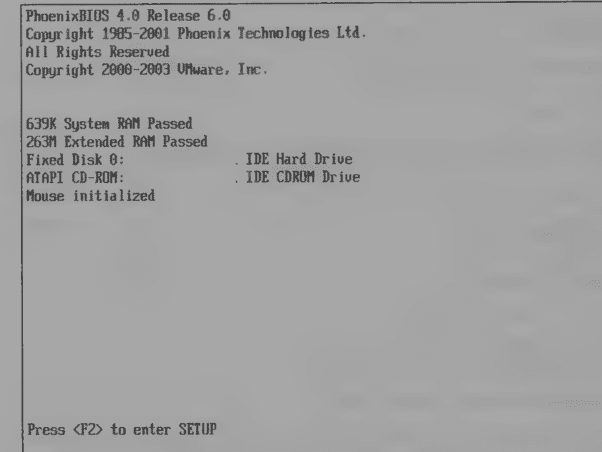 PhoenixBIOS 4.0 Release 6.0
Copyright 1985-2001 Phoenix Technologies Ltd.
All Rights Reserved
Copyright 2000-2003 VMware, Inc.
639K System RAM Passed
263M Extended RAM Passed
Fixed Disk 0: . IDE Hard Drive
ATAPI CD-ROM: . IDE CDROM Drive
Mouse initialized
Press <F2> to enter SETUP